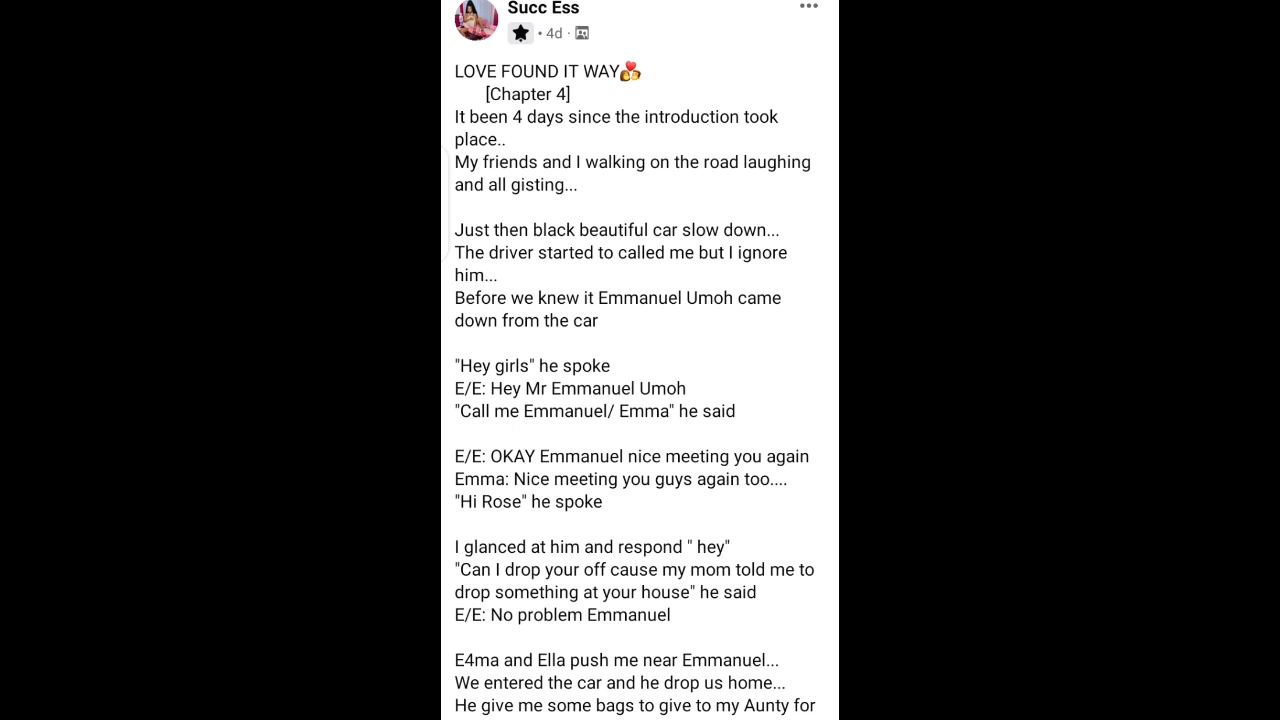 Succ Ess
• 4d ·
LOVE FOUND IT WAY💏
[Chapter 4]
It been 4 days since the introduction took
place..
My friends and I walking on the road laughing
and all gisting...
Just then black beautiful car slow down...
The driver started to called me but I ignore
him...
Before we knew it Emmanuel Umoh came
down from the car
"Hey girls" he spoke
E/E: Hey Mr Emmanuel Umoh
"Call me Emmanuel/ Emma" he said
E/E: OKAY Emmanuel nice meeting you again
Emma: Nice meeting you guys again too....
"Hi Rose" he spoke
I glanced at him and respond " hey"
"Can I drop your off cause my mom told me to
drop something at your house" he said
E/E: No problem Emmanuel
E4ma and Ella push me near Emmanuel...
We entered the car and he drop us home...
He give me some bags to give to my Aunty for